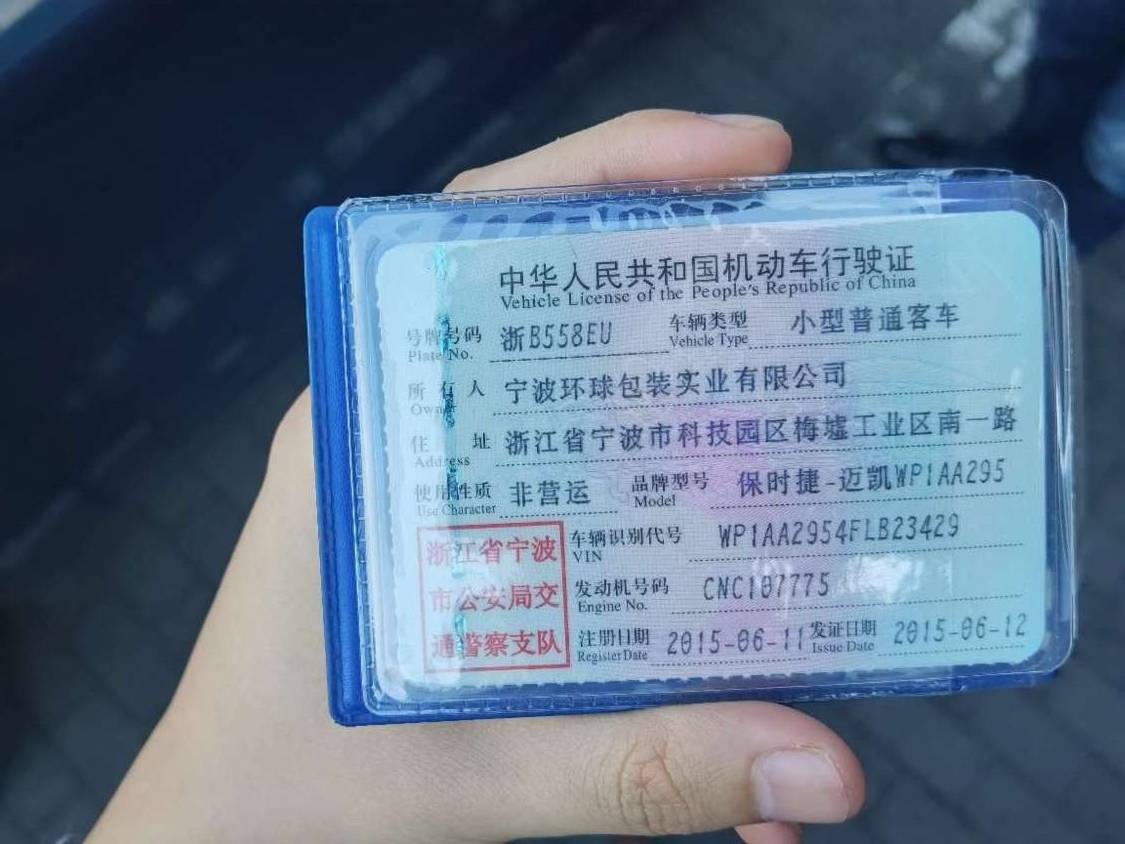 中华人民共和国机动车行驶证
Vehicle License of the People's Republic of China
号牌号码 浙B558EU 车辆类型 小型普通客车
Plate No. Vehicle Type
所有人 宁波环球包装实业有限公司
Owner
住址 浙江省宁波市科技园区梅墟工业区南一路
Address
使用性质 非营运 品牌型号 保时捷-迈凯WP1AA295
Use Character Model
浙江省宁波 车辆识别代号 WP1AA2954FLB23429
VIN
市公安局交 发动机号码 CNC107775
Engine No.
通警察支队 注册日期 2015-06-11 发证日期 2015-06-12
Register Date Issue Date